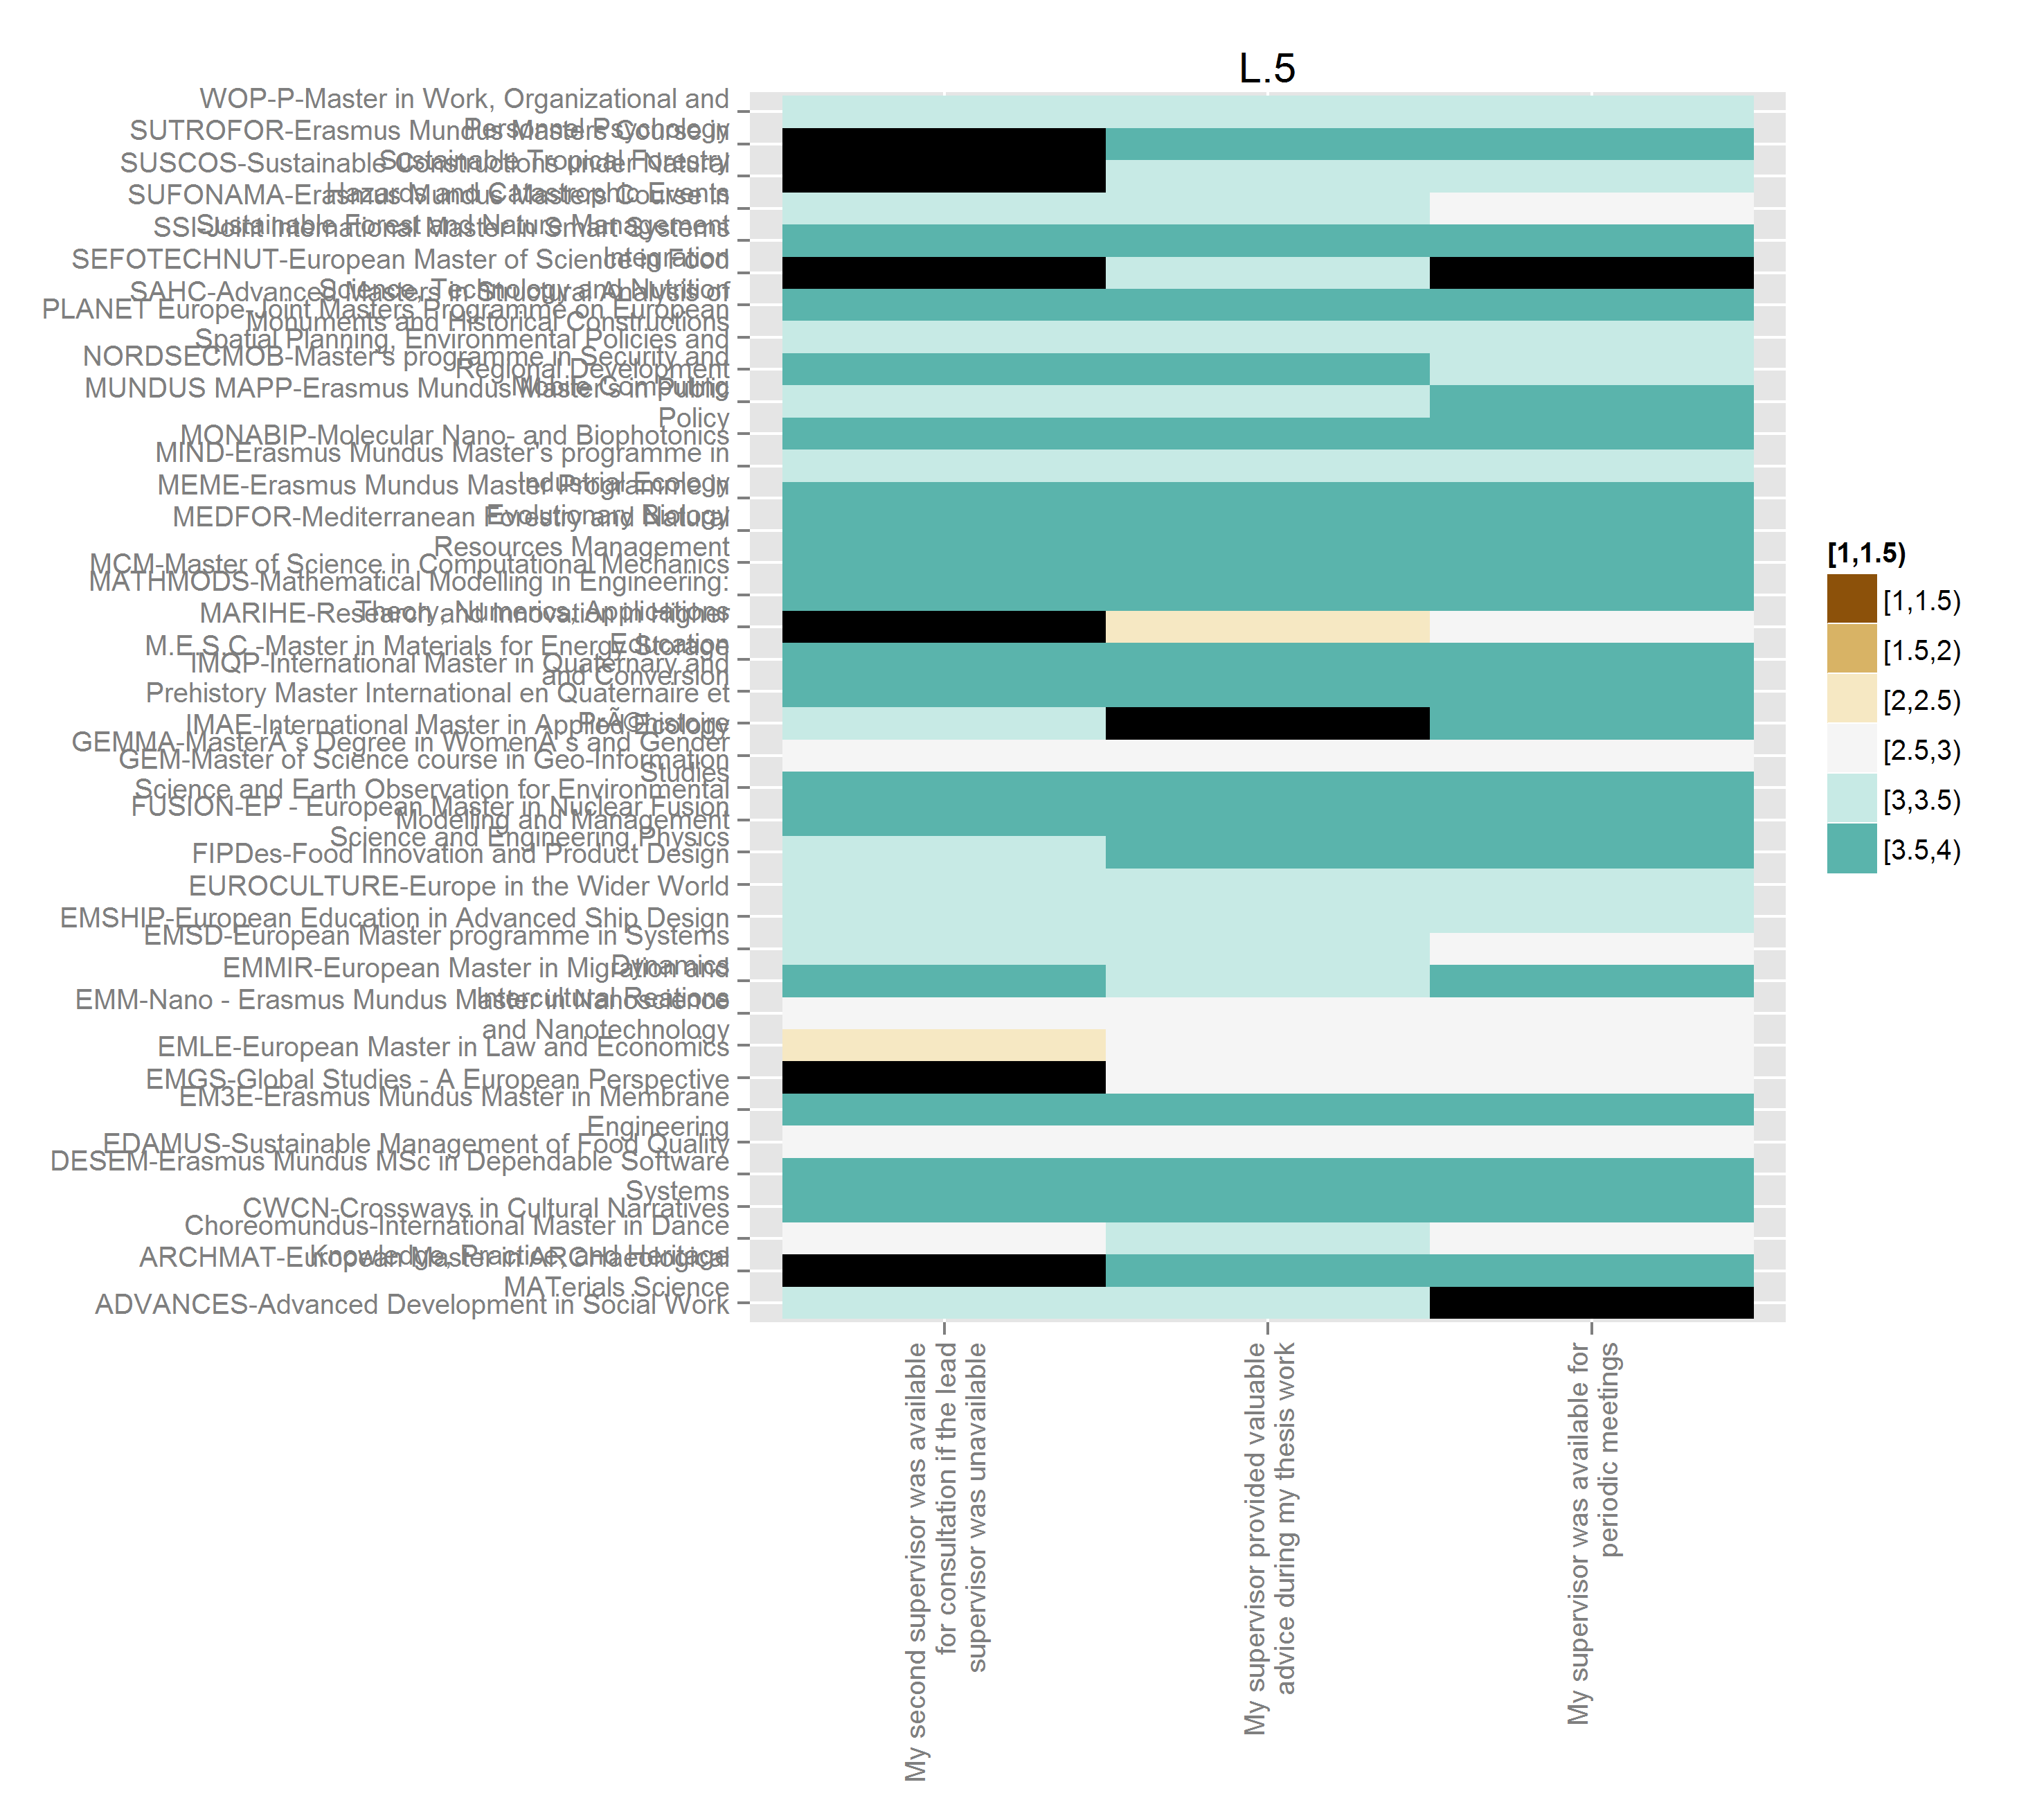 L.5
WOP-P-Master in Work, Organizational and
Personnel Psychology
SUTROFOR-Erasmus Mundus Masters Course in
Sustainable Tropical Forestry
SUSCOS-Sustainable Constructions under Natural
Hazards and Catastrophic Events
SUFONAMA-Erasmus Mundus Masters Course in
Sustainable Forest and Nature Management
SSI-Joint International Master in Smart Systems
Integration
SEFOTECHNUT-European Master of Science in Food
Science, Technology and Nutrition
SAHC-Advanced Masters in Structural Analysis of
Monuments and Historical Constructions
PLANET Europe-Joint Masters Programme on European
Spatial Planning, Environmental Policies and
Regional Development
NORDSECMOB-Master's programme in Security and
Mobile Computing
MUNDUS MAPP-Erasmus Mundus Master's in Public
Policy
MONABIP-Molecular Nano- and Biophotonics
MIND-Erasmus Mundus Master's programme in
Industrial Ecology
MEME-Erasmus Mundus Master Programme in
Evolutionary Biology
MEDFOR-Mediterranean Forestry and Natural
Resources Management
MCM-Master of Science in Computational Mechanics
MATHMODS-Mathematical Modelling in Engineering:
Theory, Numerics, Applications
MARIHE-Research and Innovation in Higher
Education
M.E.S.C.-Master in Materials for Energy Storage
and Conversion
IMQP-International Master in Quaternary and
Prehistory Master International en Quaternaire et
PrÃ©histoire
IMAE-International Master in Applied Ecology
GEMMA-MasterÂ´s Degree in WomenÂ´s and Gender
Studies
GEM-Master of Science course in Geo-Information
Science and Earth Observation for Environmental
Modelling and Management
FUSION-EP - European Master in Nuclear Fusion
Science and Engineering Physics
FIPDes-Food Innovation and Product Design
EUROCULTURE-Europe in the Wider World
EMSHIP-European Education in Advanced Ship Design
EMSD-European Master programme in Systems
Dynamics
EMMIR-European Master in Migration and
Intercultural Reations
EMM-Nano - Erasmus Mundus Master in Nanoscience
and Nanotechnology
EMLE-European Master in Law and Economics
EMGS-Global Studies - A European Perspective
EM3E-Erasmus Mundus Master in Membrane
Engineering
EDAMUS-Sustainable Management of Food Quality
DESEM-Erasmus Mundus MSc in Dependable Software
Systems
CWCN-Crossways in Cultural Narratives
Choreomundus-International Master in Dance
Knowledge, Practice, and Heritage
ARCHMAT-European Master in ARCHaeological
MATerials Science
ADVANCES-Advanced Development in Social Work
My second supervisor was available
for consultation if the lead
supervisor was unavailable
My supervisor provided valuable
advice during my thesis work
My supervisor was available for
periodic meetings
[1,1.5)
[1,1.5)
[1.5,2)
[2,2.5)
[2.5,3)
[3,3.5)
[3.5,4)